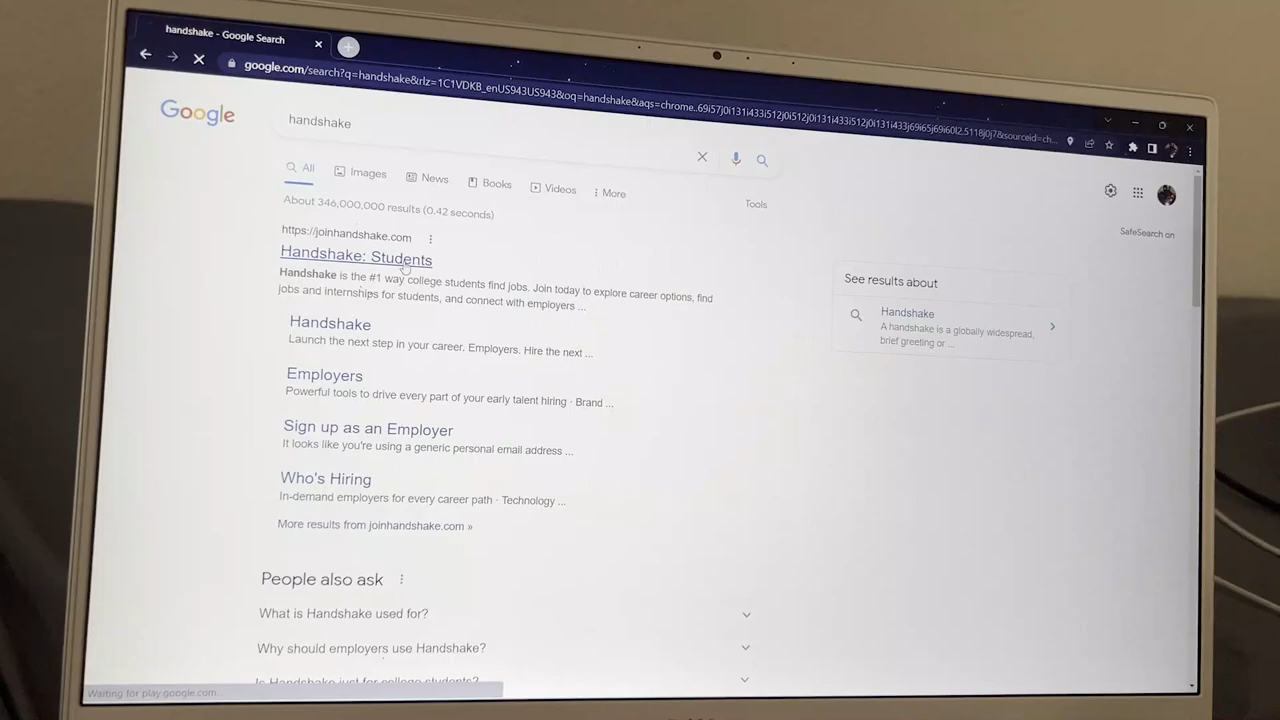 handshake - Google Search
google.com/search?q=handshake&rlz=1C1VDKB_enUS943US943&oq=handshake&aqs=chrome..69i57j0i131i433i512j0i512j0i131i433i512j0i131i433j69i65j69i60l2.5118j0j7&sourceid=ch...
Google
handshake
All Images News Books Videos More
Tools
About 346,000,000 results (0.42 seconds)
SafeSearch on
https://joinhandshake.com
Handshake: Students
Handshake is the #1 way college students find jobs. Join today to explore career options, find
jobs and internships for students, and connect with employers ...
Handshake
Launch the next step in your career. Employers. Hire the next ...
Employers
Powerful tools to drive every part of your early talent hiring · Brand ...
Sign up as an Employer
It looks like you're using a generic personal email address ...
Who's Hiring
In-demand employers for every career path · Technology ...
More results from joinhandshake.com »
See results about
Handshake
A handshake is a globally widespread,
brief greeting or ...
People also ask
What is Handshake used for?
Why should employers use Handshake?
Is Handshake just for college students?
Waiting for play.google.com...